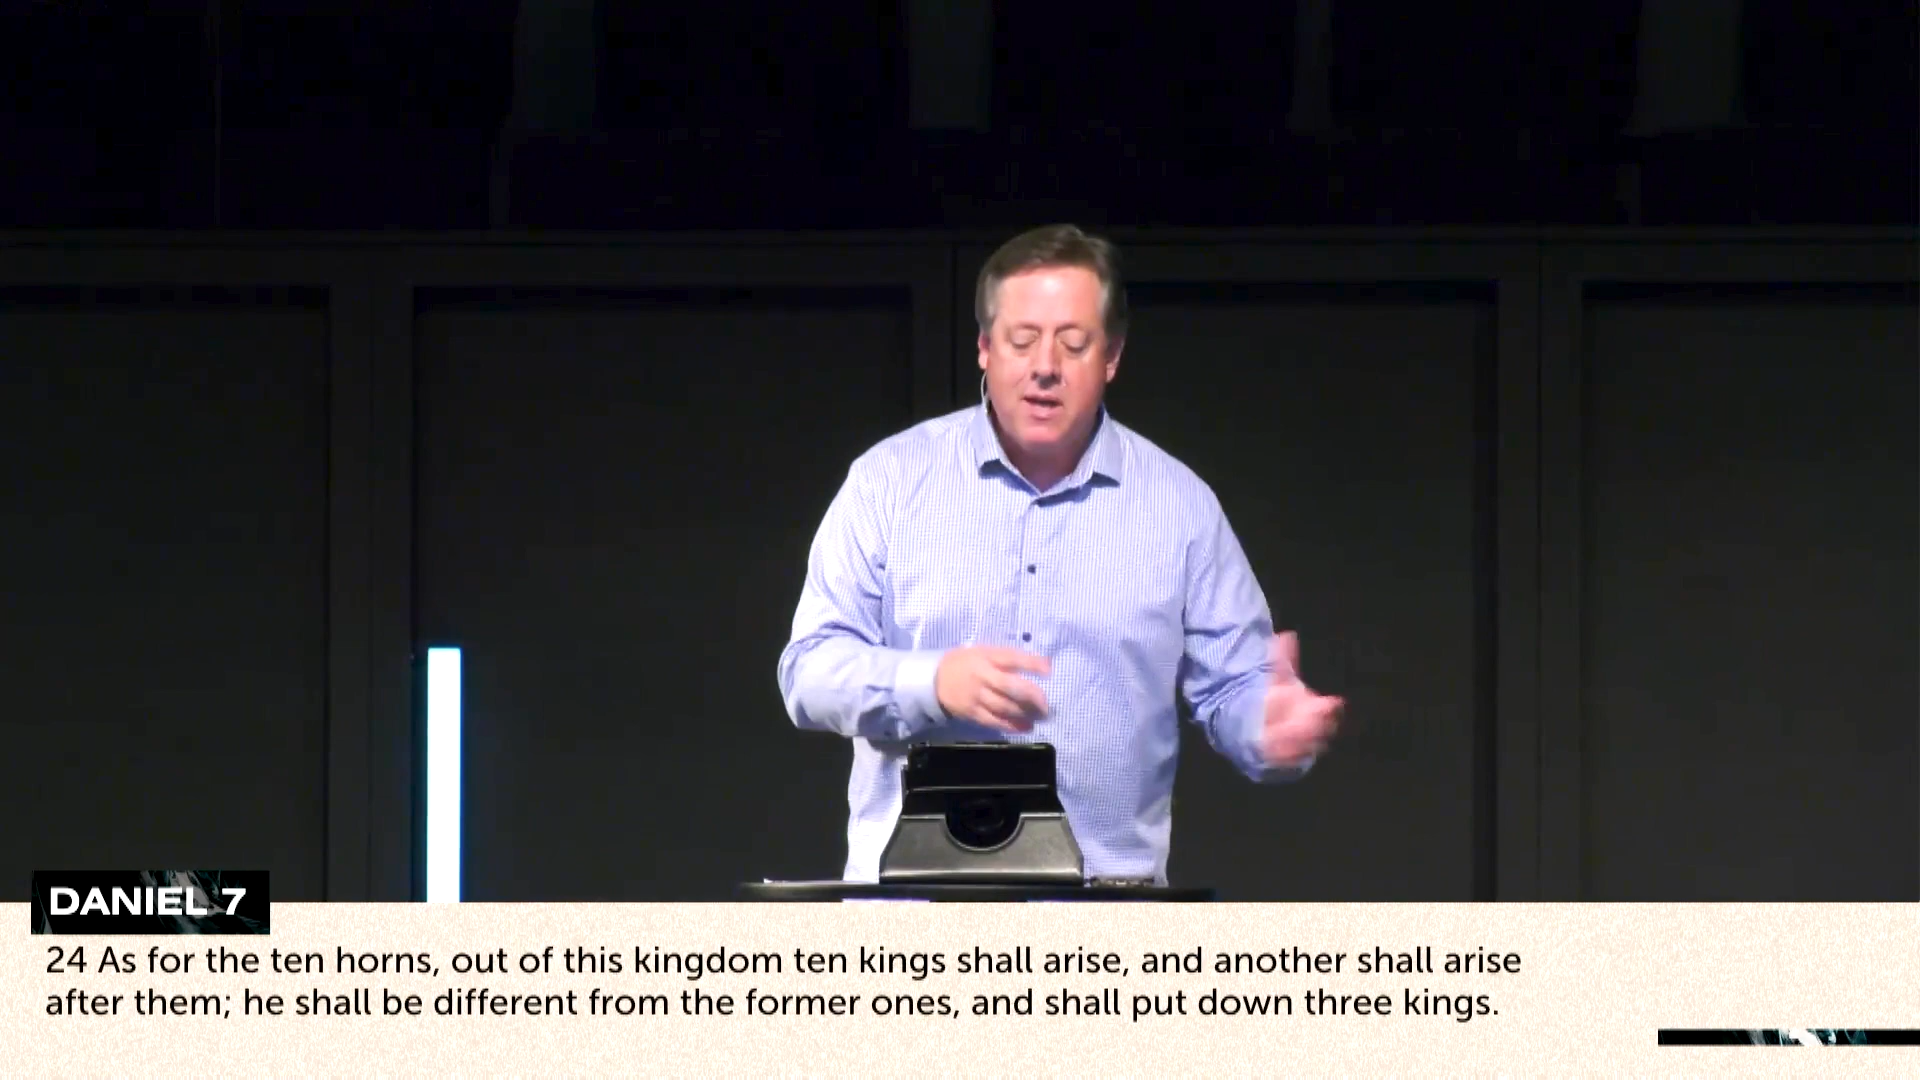 DANIEL 7
24 As for the ten horns, out of this kingdom ten kings shall arise, and another shall arise
after them; he shall be different from the former ones, and shall put down three kings.